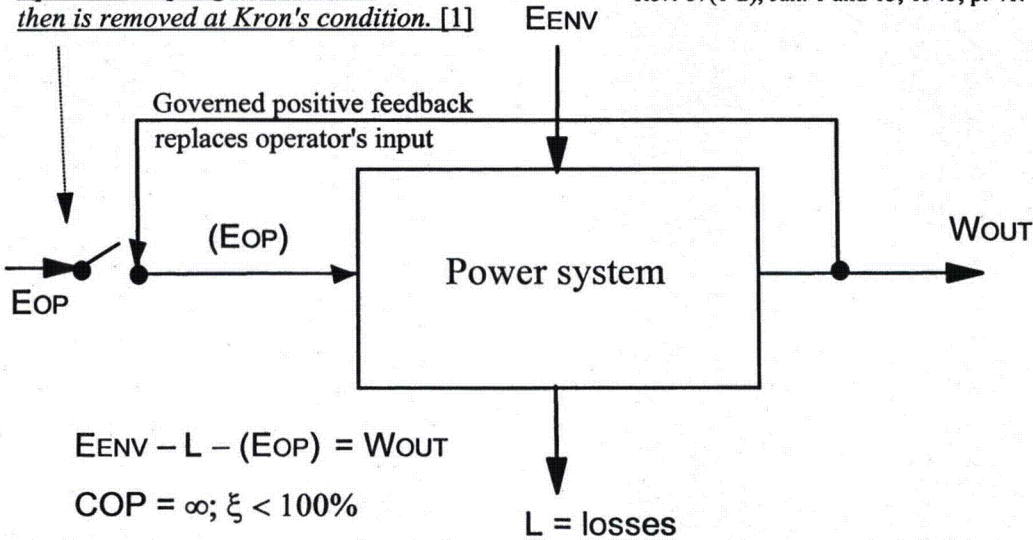 then is removed at Kron's condition. [1]
EENV
Governed positive feedback
replaces operator's input
(EOP)
WOUT
Power system
EOP
EENV – L – (EOP) = WOUT
COP = ∞; ξ < 100%
L = losses